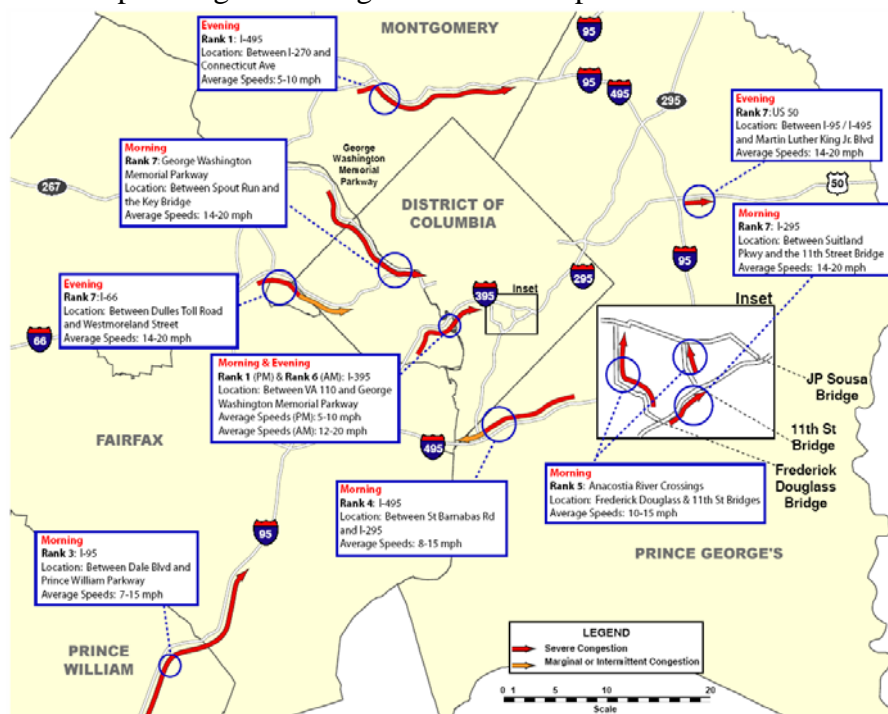 MONTGOMERY
Evening
Rank 1: I-495
Location: Between I-270 and
Connecticut Ave
Average Speeds: 5-10 mph
95
95
495
295
Evening
Rank 7: US 50
Location: Between I-95 / I-495
and Martin Luther King Jr. Blvd
Average Speeds: 14-20 mph
50
Morning
Rank 7: George Washington
Memorial Parkway
Location: Between Spout Run and
the Key Bridge
Average Speeds: 14-20 mph
George
Washington
Memorial
Parkway
267
DISTRICT OF
COLUMBIA
Morning
Rank 7: I-295
Location: Between Suitland
Pkwy and the 11th Street Bridge
Average Speeds: 14-20 mph
95
295
395
Inset
Inset
Evening
Rank 7: I-66
Location: Between Dulles Toll Road
and Westmoreland Street
Average Speeds: 14-20 mph
66
Morning & Evening
Rank 1 (PM) & Rank 6 (AM): I-395
Location: Between VA 110 and George
Washington Memorial Parkway
Average Speeds (PM): 5-10 mph
Average Speeds (AM): 12-20 mph
JP Sousa
Bridge
11th St
Bridge
Frederick
Douglass
Bridge
FAIRFAX
495
Morning
Rank 5: Anacostia River Crossings
Location: Frederick Douglass & 11th St Bridges
Average Speeds: 10-15 mph
Morning
Rank 4: I-495
Location: Between St Barnabas Rd
and I-295
Average Speeds: 8-15 mph
95
PRINCE GEORGE'S
Morning
Rank 3: I-95
Location: Between Dale Blvd and
Prince William Parkway
Average Speeds: 7-15 mph
PRINCE
WILLIAM
LEGEND
Severe Congestion
Marginal or Intermittent Congestion
0 1 5 10 20
Scale